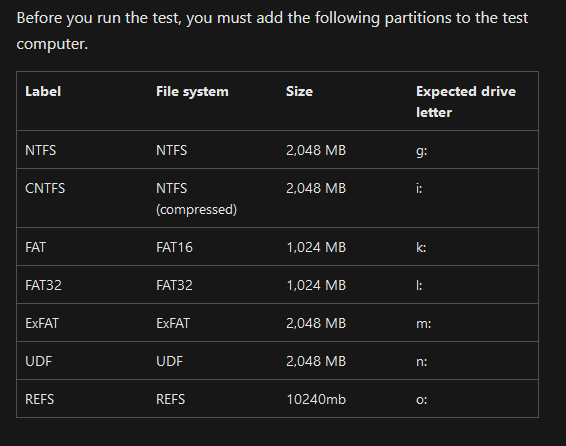 Before you run the test, you must add the following partitions to the test
computer.
Label File system Size Expected drive
letter
NTFS NTFS 2,048 MB g:
CNTFS NTFS 2,048 MB i:
(compressed)
FAT FAT16 1,024 MB k:
FAT32 FAT32 1,024 MB l:
ExFAT ExFAT 2,048 MB m:
UDF UDF 2,048 MB n:
REFS REFS 10240mb o: